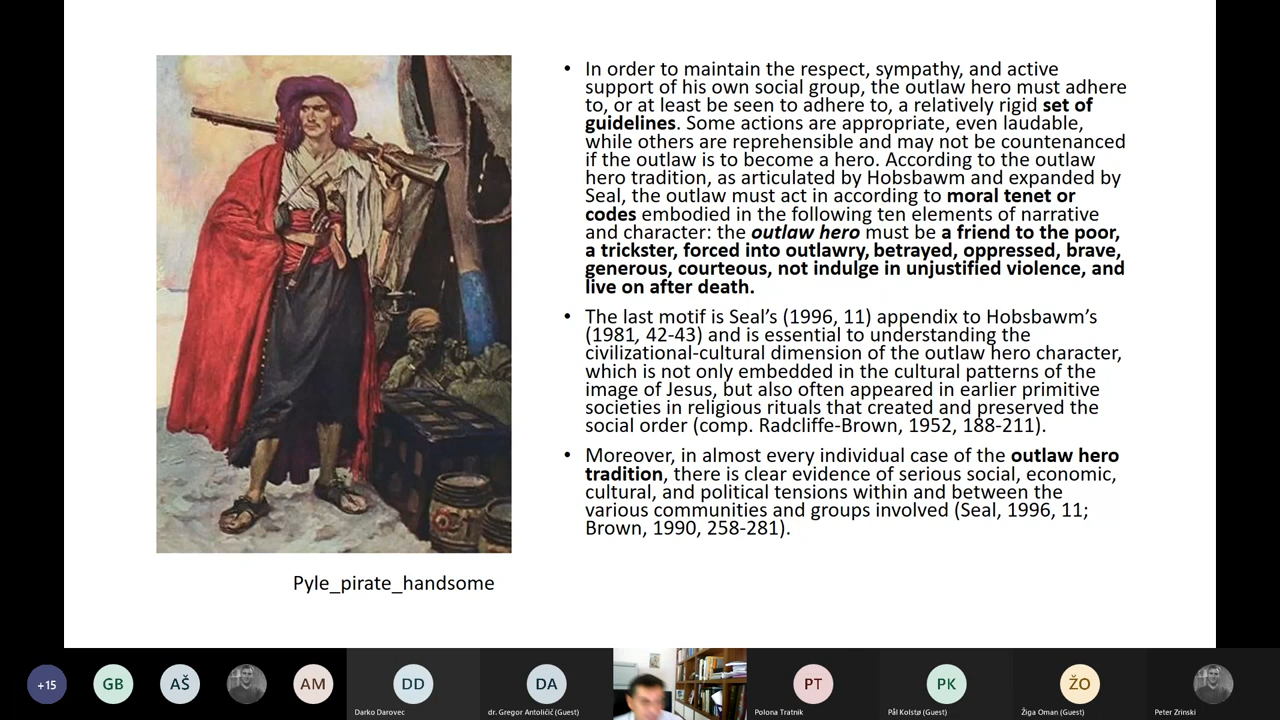 • In order to maintain the respect, sympathy, and active
support of his own social group, the outlaw hero must adhere
to, or at least be seen to adhere to, a relatively rigid set of
guidelines. Some actions are appropriate, even laudable,
while others are reprehensible and may not be countenanced
if the outlaw is to become a hero. According to the outlaw
hero tradition, as articulated by Hobsbawm and expanded by
Seal, the outlaw must act in according to moral tenet or
codes embodied in the following ten elements of narrative
and character: the outlaw hero must be a friend to the poor,
a trickster, forced into outlawry, betrayed, oppressed, brave,
generous, courteous, not indulge in unjustified violence, and
live on after death.
• The last motif is Seal’s (1996, 11) appendix to Hobsbawm’s
(1981, 42-43) and is essential to understanding the
civilizational-cultural dimension of the outlaw hero character,
which is not only embedded in the cultural patterns of the
image of Jesus, but also often appeared in earlier primitive
societies in religious rituals that created and preserved the
social order (comp. Radcliffe-Brown, 1952, 188-211).
• Moreover, in almost every individual case of the outlaw hero
tradition, there is clear evidence of serious social, economic,
cultural, and political tensions within and between the
various communities and groups involved (Seal, 1996, 11;
Brown, 1990, 258-281).
Pyle_pirate_handsome
+15
GB
AŠ
AM
DD
Darko Darovec
DA
dr. Gregor Antoličič (Guest)
PT
Polona Tratnik
PK
Pål Kolstø (Guest)
ŽO
Žiga Oman (Guest)
Peter Zrinski